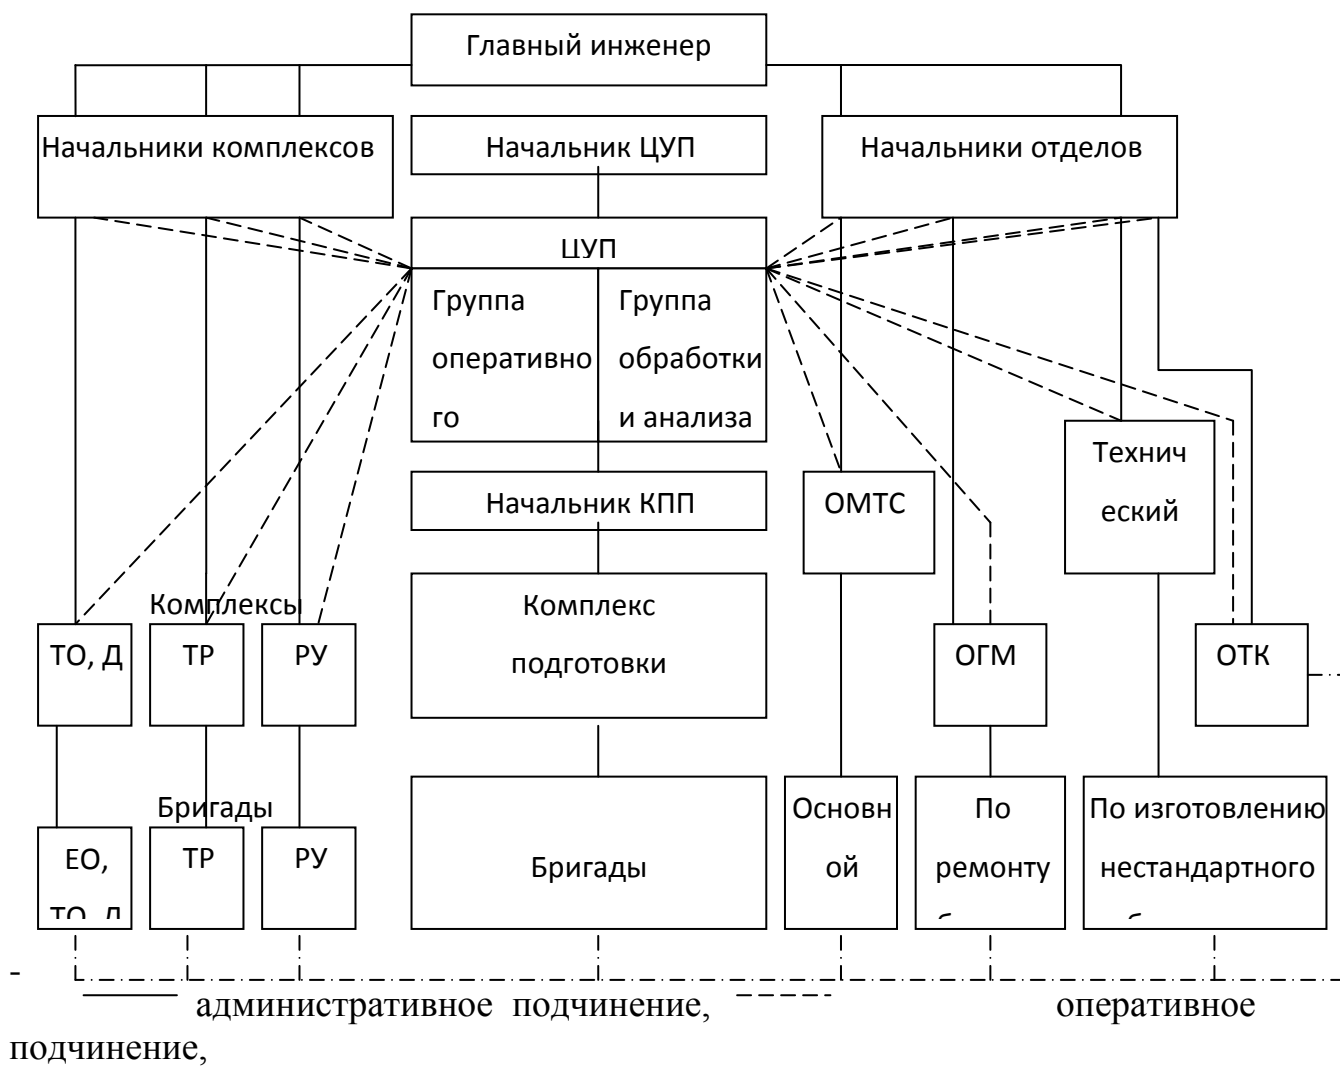 Главный инженер
Начальники комплексов
Начальник ЦУП
Начальники отделов
ЦУП
Группа
оперативно
го
Группа
обработки
и анализа
Техни­ч
еский
Начальник КПП
ОМТС
Комплексы
Комплекс
подготовки
ТО, Д
ТР
РУ
ОГМ
ОТК
Бригады
ЕО,
ТО, Д
ТР
РУ
Бригады
Основн
ой
По
ремонту
По изготовлению
нестандартного
-
административное подчинение,
оперативное
подчинение,